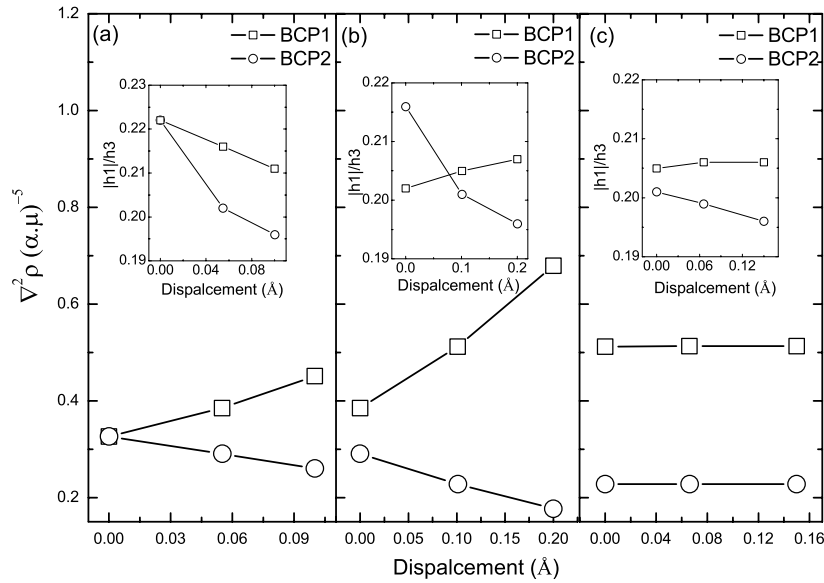 (a)
BCP1
BCP2
(b)
BCP1
BCP2
(c)
BCP1
BCP2
∇²ρ (α.μ)⁻⁵
1.2
1.0
0.8
0.6
0.4
0.2
|h1|/h3
0.23
0.22
0.21
0.20
0.19
0.00 0.04 0.08
Dispalcement (Å)
|h1|/h3
0.22
0.21
0.20
0.19
0.0 0.1 0.2
Dispalcement (Å)
|h1|/h3
0.22
0.21
0.20
0.19
0.00 0.06 0.12
Dispalcement (Å)
0.00 0.03 0.06 0.09
0.00 0.05 0.10 0.15 0.20
0.00 0.04 0.08 0.12 0.16
Dispalcement (Å)